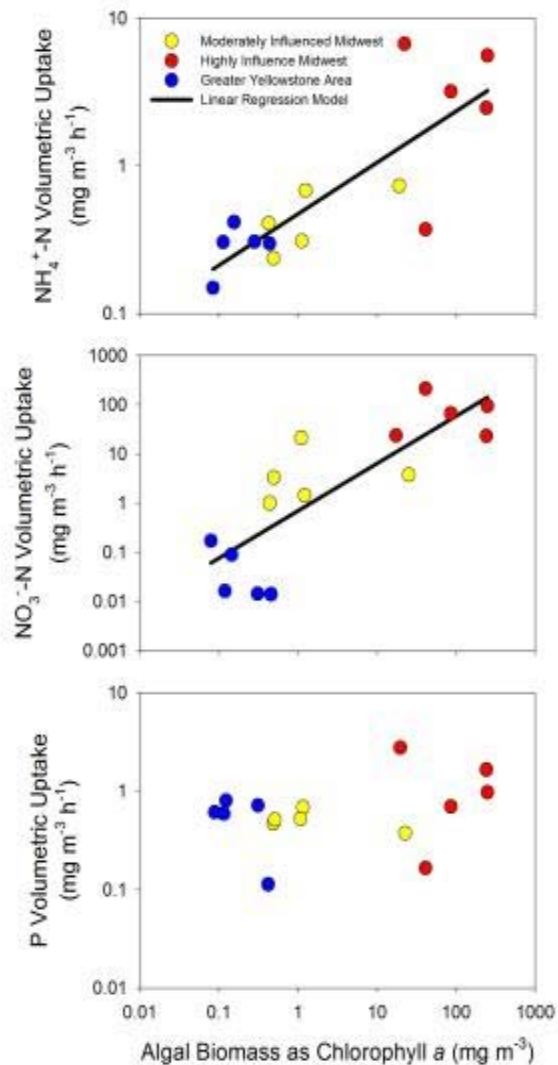 10
1
0.1
NH₄⁺-N Volumetric Uptake
(mg m⁻³ h⁻¹)
Moderately Influenced Midwest
Highly Influence Midwest
Greater Yellowstone Area
Linear Regression Model
1000
100
10
1
0.1
0.01
0.001
NO₃⁻-N Volumetric Uptake
(mg m⁻³ h⁻¹)
10
1
0.1
0.01
P Volumetric Uptake
(mg m⁻³ h⁻¹)
0.01 0.1 1 10 100 1000
Algal Biomass as Chlorophyll a (mg m⁻³)